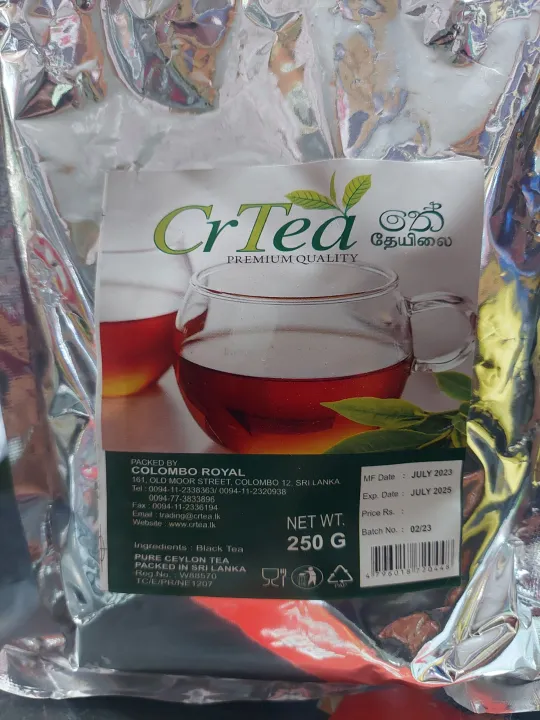 CrTea
තේ
தேயிலை
PREMIUM QUALITY
PACKED BY
COLOMBO ROYAL
161, OLD MOOR STREET, COLOMBO 12, SRI LANKA
Tel : 0094-11-2338363/ 0094-11-2320938
0094-77-3833896
Fax : 0094-11-2336194
Email : trading@crtea.lk
Website : www.crtea.lk
Ingredients : Black Tea
PURE CEYLON TEA
PACKED IN SRI LANKA
Reg.No. : W88570
TC/E/PR/NE1207
NET WT.
250 G
MF Date : JULY 2023
Exp. Date : JULY 2025
Price Rs. :
Batch No. : 02/23